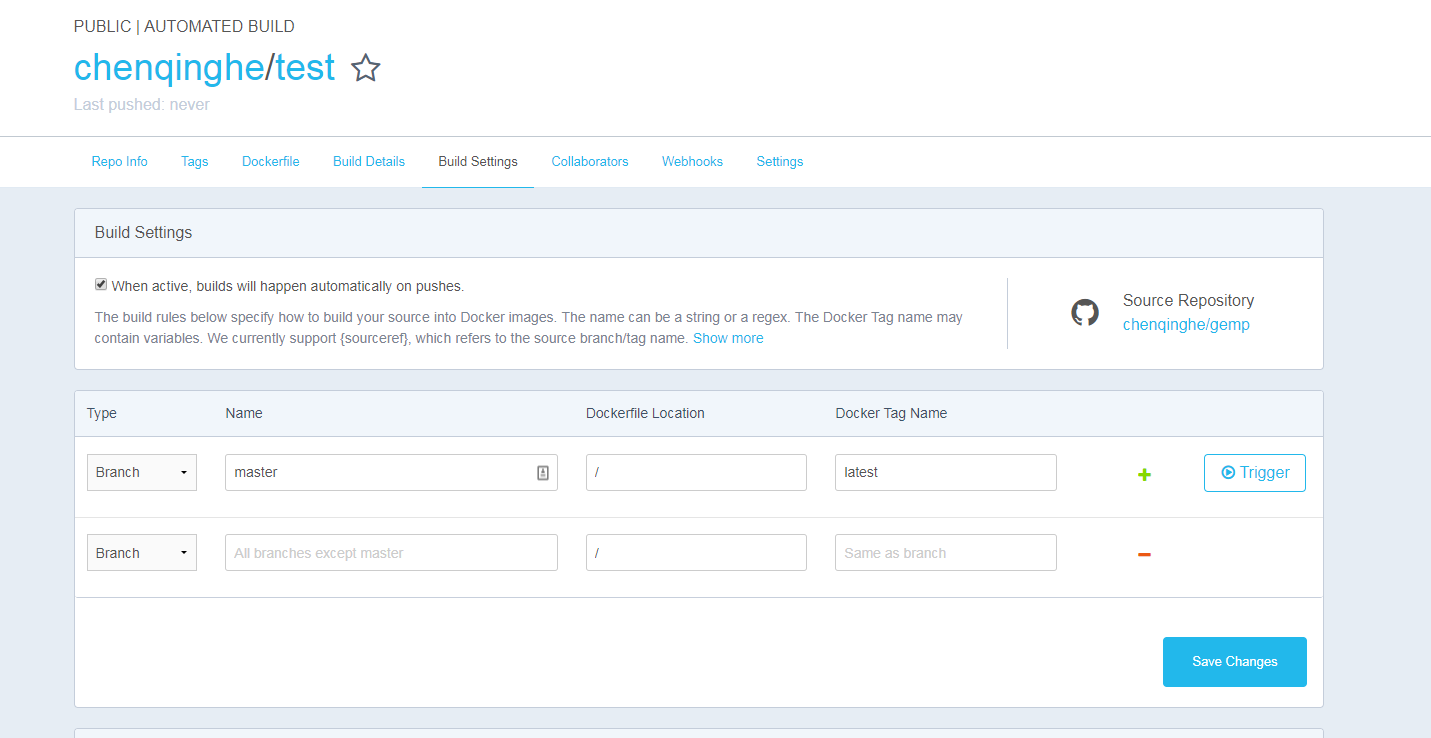 PUBLIC | AUTOMATED BUILD
chenqinghe/test
Last pushed: never
Repo Info Tags Dockerfile Build Details Build Settings Collaborators Webhooks Settings
Build Settings
When active, builds will happen automatically on pushes.
The build rules below specify how to build your source into Docker images. The name can be a string or a regex. The Docker Tag name may
contain variables. We currently support {sourceref}, which refers to the source branch/tag name. Show more
Source Repository
chenqinghe/gemp
Type Name Dockerfile Location Docker Tag Name
Branch master / latest Trigger
Branch All branches except master / Same as branch
Save Changes